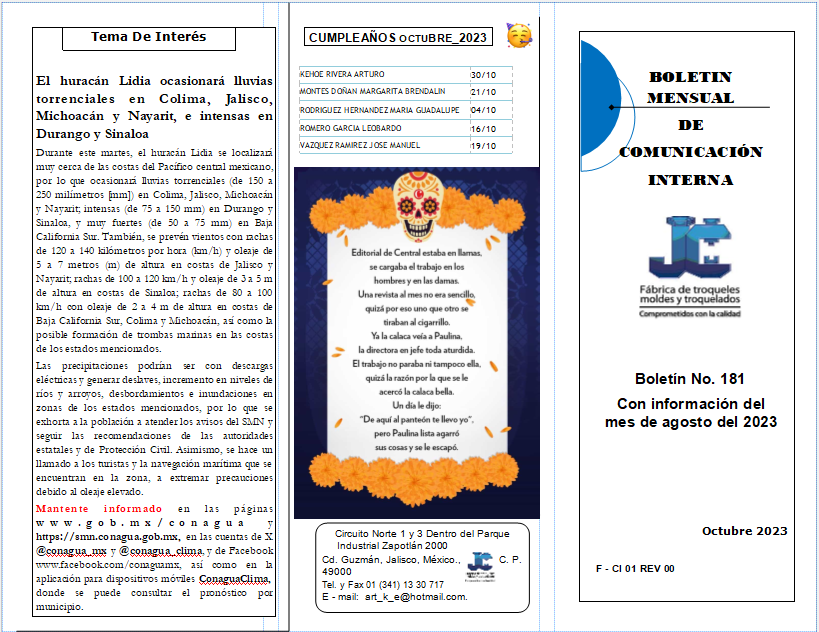 Tema De Interés
El huracán Lidia ocasionará lluvias
torrenciales en Colima, Jalisco,
Michoacán y Nayarit, e intensas en
Durango y Sinaloa
Durante este martes, el huracán Lidia se localizará
muy cerca de las costas del Pacífico central mexicano,
por lo que ocasionará lluvias torrenciales (de 150 a
250 milímetros [mm]) en Colima, Jalisco, Michoacán
y Nayarit; intensas (de 75 a 150 mm) en Durango y
Sinaloa, y muy fuertes (de 50 a 75 mm) en Baja
California Sur. También, se prevén vientos con rachas
de 120 a 140 kilómetros por hora (km/h) y oleaje de
5 a 7 metros (m) de altura en costas de Jalisco y
Nayarit; rachas de 100 a 120 km/h y oleaje de 3 a 5 m
de altura en costas de Sinaloa; rachas de 80 a 100
km/h con oleaje de 2 a 4 m de altura en costas de
Baja California Sur, Colima y Michoacán, así como la
posible formación de trombas marinas en las costas
de los estados mencionados.
Las precipitaciones podrían ser con descargas
eléctricas y generar deslaves, incremento en niveles de
ríos y arroyos, desbordamientos e inundaciones en
zonas de los estados mencionados, por lo que se
exhorta a la población a atender los avisos del SMN y
seguir las recomendaciones de las autoridades
estatales y de Protección Civil. Asimismo, se hace un
llamado a los turistas y la navegación marítima que se
encuentran en la zona, a extremar precauciones
debido al oleaje elevado.
Mantente informado en las páginas
www.gob.mx/conagua y
https://smn.conagua.gob.mx, en las cuentas de X
@conagua_mx y @conagua_clima, y de Facebook
www.facebook.com/conaguamx, así como en la
aplicación para dispositivos móviles ConaguaClima,
donde se puede consultar el pronóstico por
municipio.
CUMPLEAÑOS OCTUBRE_2023
KEHOE RIVERA ARTURO 30/10
MONTES DOÑAN MARGARITA BRENDALIN 21/10
RODRIGUEZ HERNANDEZ MARIA GUADALUPE 04/10
ROMERO GARCIA LEOBARDO 16/10
VAZQUEZ RAMIREZ JOSE MANUEL 19/10
Editorial de Central estaba en llamas,
se cargaba el trabajo en los
hombres y en las damas.
Una revista al mes no era sencillo,
quizá por eso uno que otro se
tiraban al cigarrillo.
Ya la calaca veía a Paulina,
la directora en jefe toda aturdida.
El trabajo no paraba ni tampoco ella,
quizá la razón por la que se le
acercó la calaca bella.
Un día le dijo:
“De aquí al panteón te llevo yo”,
pero Paulina lista agarró
sus cosas y se le escapó.
Circuito Norte 1 y 3 Dentro del Parque
Industrial Zapotlán 2000
Cd. Guzmán, Jalisco, México., C. P.
49000
Tel. y Fax 01 (341) 13 30 717
E - mail: art_k_e@hotmail.com.
BOLETIN
MENSUAL
DE
COMUNICACIÓN
INTERNA
Fábrica de troqueles
moldes y troquelados
Comprometidos con la calidad
Boletín No. 181
Con información del
mes de agosto del 2023
Octubre 2023
F - CI 01 REV 00